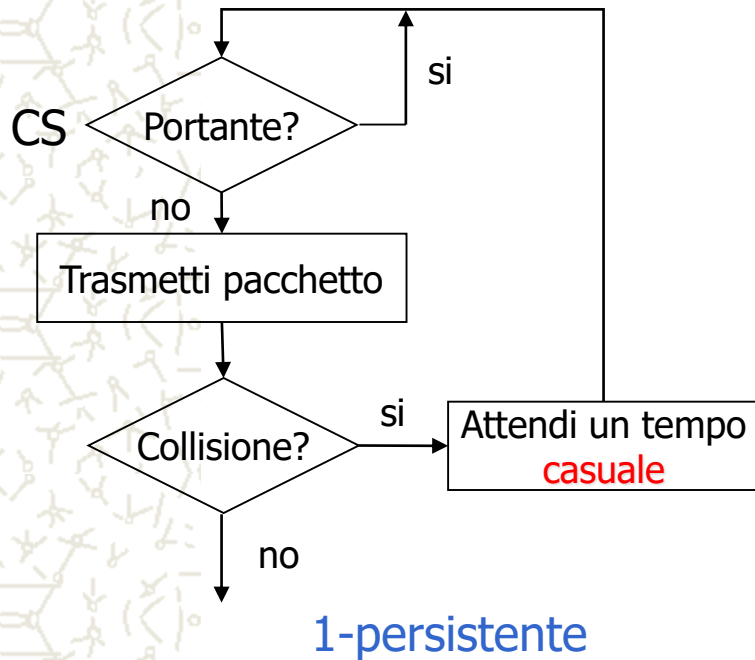 si
CS
Portante?
no
Trasmetti pacchetto
Collisione?
si
Attendi un tempo
casuale
no
1-persistente